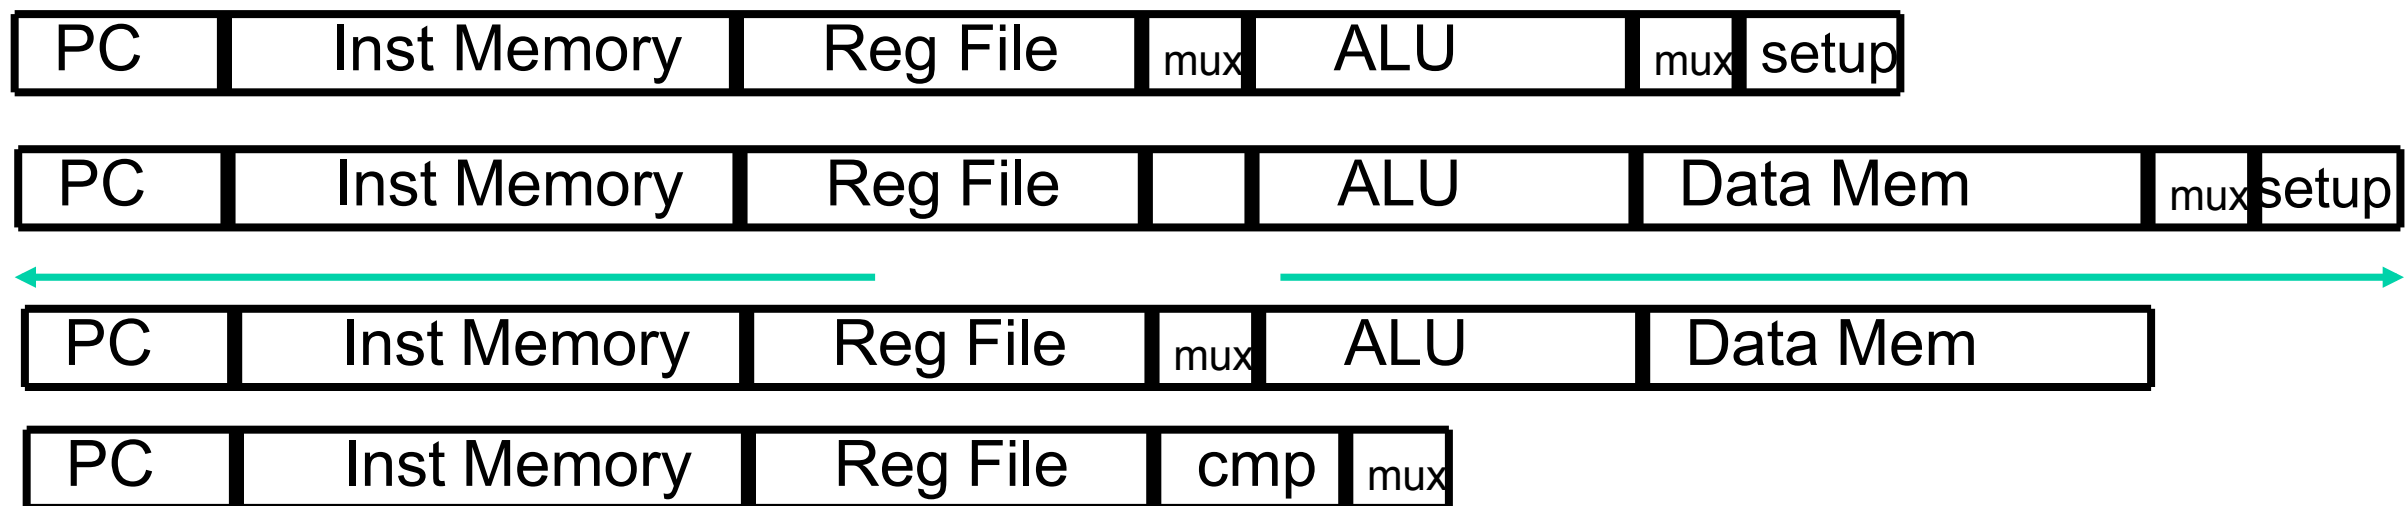 PC Inst Memory Reg File mux ALU mux setup
PC Inst Memory Reg File ALU Data Mem mux setup
PC Inst Memory Reg File mux ALU Data Mem
PC Inst Memory Reg File cmp mux